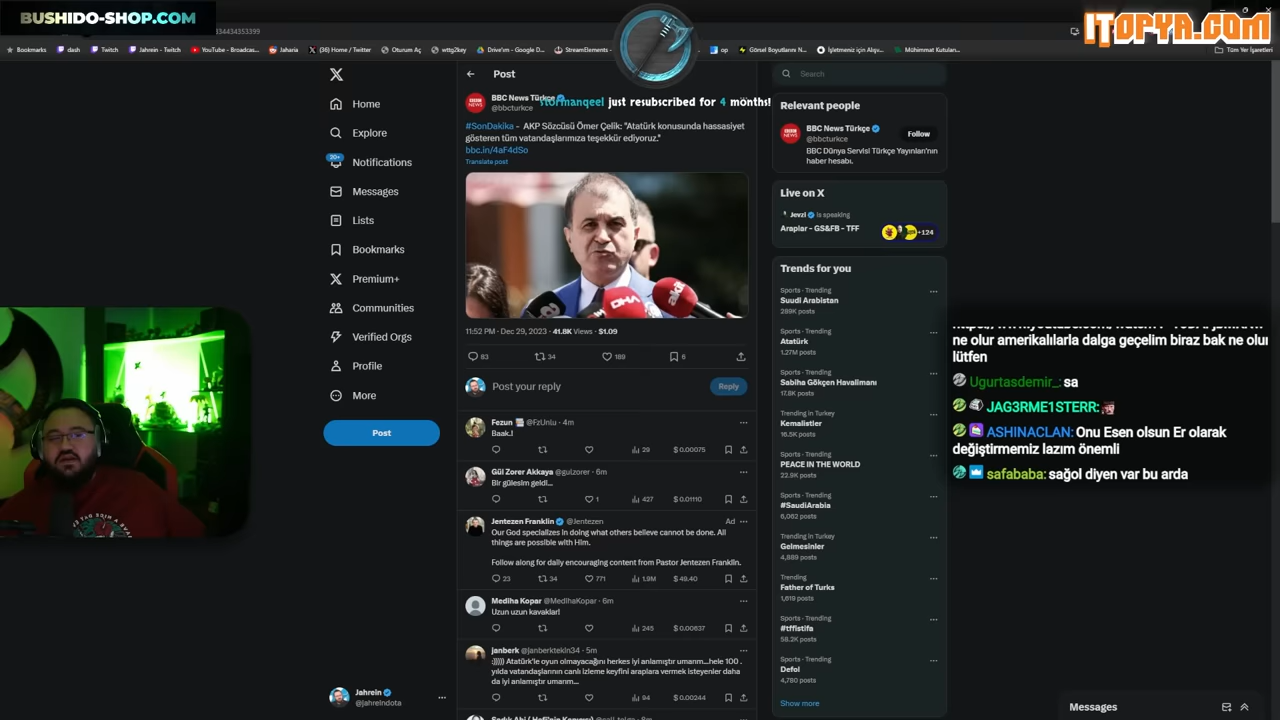 BUSHIDO-SHOP.COM
ITOPYA.COM
34434353399
Bookmarks
dash
Twitch
Jahrein - Twitch
YouTube - Broadcas...
Jaharia
(36) Home / Twitter
Oturum Aç
wttg2key
Drive'ım - Google D...
StreamElements -
op
Görsel Boyutlarını N...
İşletmeniz için Alışv...
Mühimmat Kutuları...
Tüm Yer İşaretleri
Home
Explore
20+
Notifications
Messages
Lists
Bookmarks
Premium+
Communities
Verified Orgs
Profile
More
Post
Jahrein
@jahreindota
Post
BBC News Türkçe
@bbcturkce
just resubscribed for 4 months!
#SonDakika - AKP Sözcüsü Ömer Çelik: "Atatürk konusunda hassasiyet
gösteren tüm vatandaşlarımıza teşekkür ediyoruz."
bbc.in/4aF4dSo
Translate post
DHA
akit
11:52 PM · Dec 29, 2023 · 41.8K Views · $1.09
83
34
189
6
Post your reply
Reply
Fezun @FzUnlu · 4m
Baak.!
29
$ 0.00075
Gül Zorer Akkaya @gulzorer · 6m
Bir gülesim geldi...
1
427
$ 0.01110
Jentezen Franklin @Jentezen
Ad
Our God specializes in doing what others believe cannot be done. All
things are possible with Him.
Follow along for daily encouraging content from Pastor Jentezen Franklin.
23
34
771
1.9M
$ 49.40
Mediha Kopar @MedihaKopar · 6m
Uzun uzun kavaklar!
245
$ 0.00637
janberk @janberktekin34 · 5m
:))))) Atatürk'le oyun olmayacağını herkes iyi anlamıştır umarım...hele 100 .
yılda vatandaşlarının canlı izleme keyfini araplara vermek isteyenler daha
da iyi anlamıştır umarım...
94
$ 0.00244
Search
Relevant people
BBC News Türkçe
@bbcturkce
Follow
BBC Dünya Servisi Türkçe Yayınları'nın
haber hesabı.
Live on X
Jevzi is speaking
Araplar - GS&FB - TFF
+124
Trends for you
Sports · Trending
Suudi Arabistan
289K posts
Sports · Trending
Atatürk
1.27M posts
Sports · Trending
Sabiha Gökçen Havalimanı
17.8K posts
Trending in Turkey
Kemalistler
16.5K posts
Sports · Trending
PEACE IN THE WORLD
22.9K posts
Sports · Trending
#SaudiArabia
6,062 posts
Trending in Turkey
Gelmesinler
4,889 posts
Trending
Father of Turks
1,619 posts
Sports · Trending
#tffistifa
58.2K posts
Sports · Trending
Defol
4,780 posts
Show more
ne olur amerikalılarla dalga geçelim biraz bak ne olur
lütfen
Ugurtasdemir_: sa
JAG3RME1STERR:
ASHINACLAN: Onu Esen olsun Er olarak
değiştirmemiz lazım önemli
safababa: sağol diyen var bu arda
Messages